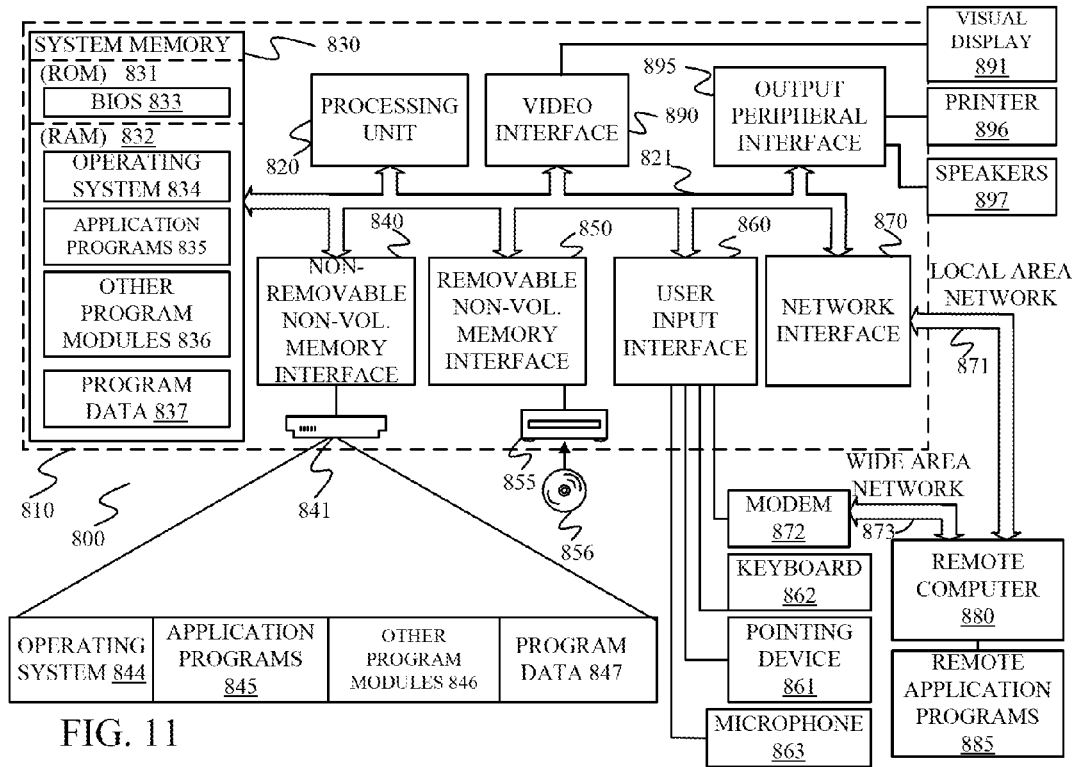 SYSTEM MEMORY
830
(ROM) 831
BIOS 833
(RAM) 832
OPERATING
SYSTEM 834
APPLICATION
PROGRAMS 835
OTHER
PROGRAM
MODULES 836
PROGRAM
DATA 837
PROCESSING
UNIT
820
VIDEO
INTERFACE
890
895
OUTPUT
PERIPHERAL
INTERFACE
821
VISUAL
DISPLAY
891
PRINTER
896
SPEAKERS
897
840
NON-
REMOVABLE
NON-VOL.
MEMORY
INTERFACE
850
REMOVABLE
NON-VOL.
MEMORY
INTERFACE
860
USER
INPUT
INTERFACE
870
NETWORK
INTERFACE
LOCAL AREA
NETWORK
871
810
800
841
855
856
WIDE AREA
NETWORK
MODEM
872
873
KEYBOARD
862
POINTING
DEVICE
861
MICROPHONE
863
REMOTE
COMPUTER
880
REMOTE
APPLICATION
PROGRAMS
885
OPERATING
SYSTEM 844
APPLICATION
PROGRAMS
845
OTHER
PROGRAM
MODULES 846
PROGRAM
DATA 847
FIG. 11